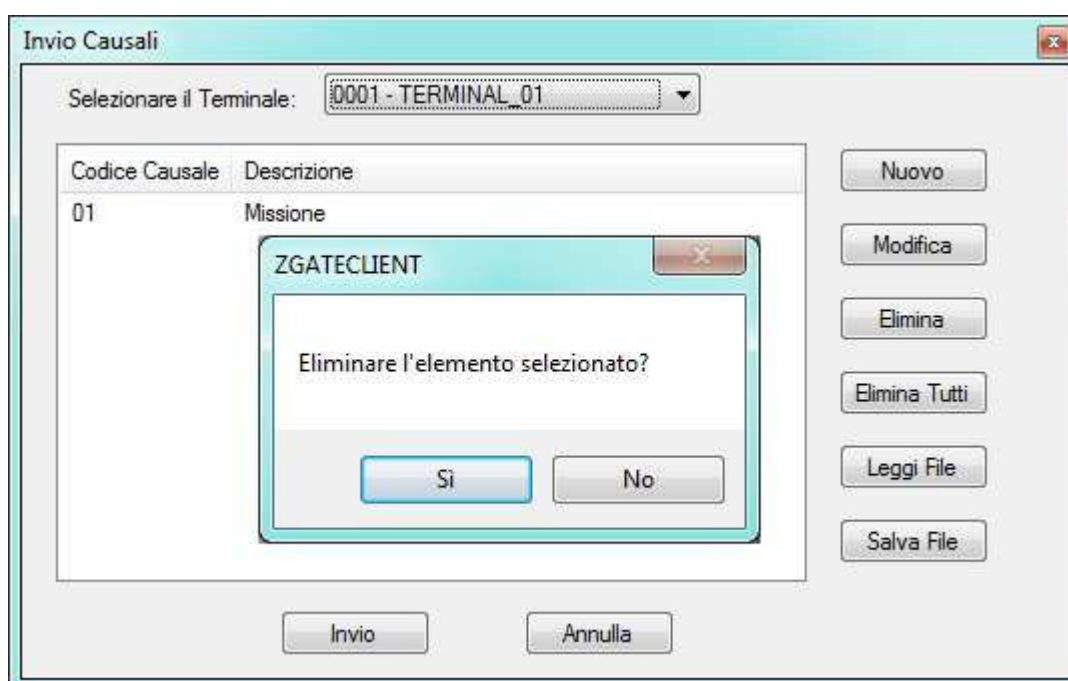 Invio Causali
Selezionare il Terminale: 0001 - TERMINAL_01
Codice Causale Descrizione
01 Missione
ZGATECLIENT
Eliminare l'elemento selezionato?
Sì No
Nuovo
Modifica
Elimina
Elimina Tutti
Leggi File
Salva File
Invio Annulla